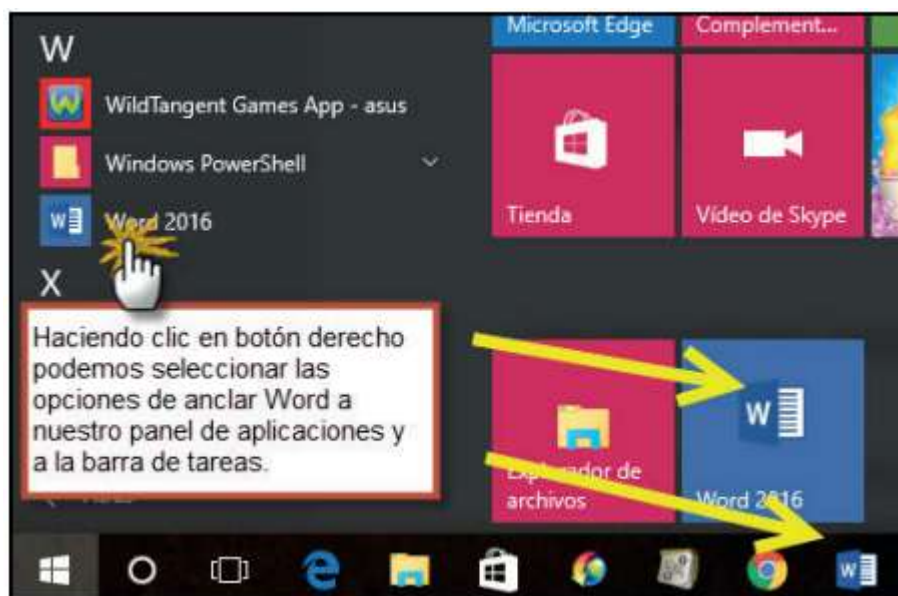 W
WildTangent Games App - asus
Windows PowerShell
Word 2016
X
Haciendo clic en botón derecho
podemos seleccionar las
opciones de anclar Word a
nuestro panel de aplicaciones y
a la barra de tareas.
Microsoft Edge
Complement...
Tienda
Vídeo de Skype
Explorador de
archivos
Word 2016